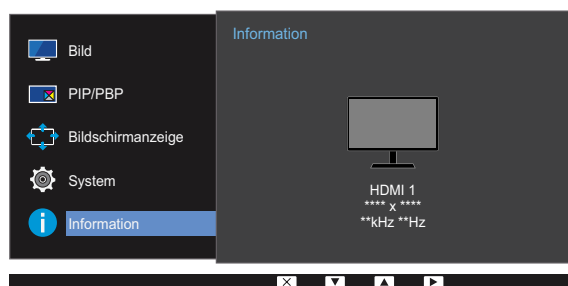 Bild
PIP/PBP
Bildschirmanzeige
System
Information
Information
HDMI 1
**** x ****
**kHz **Hz